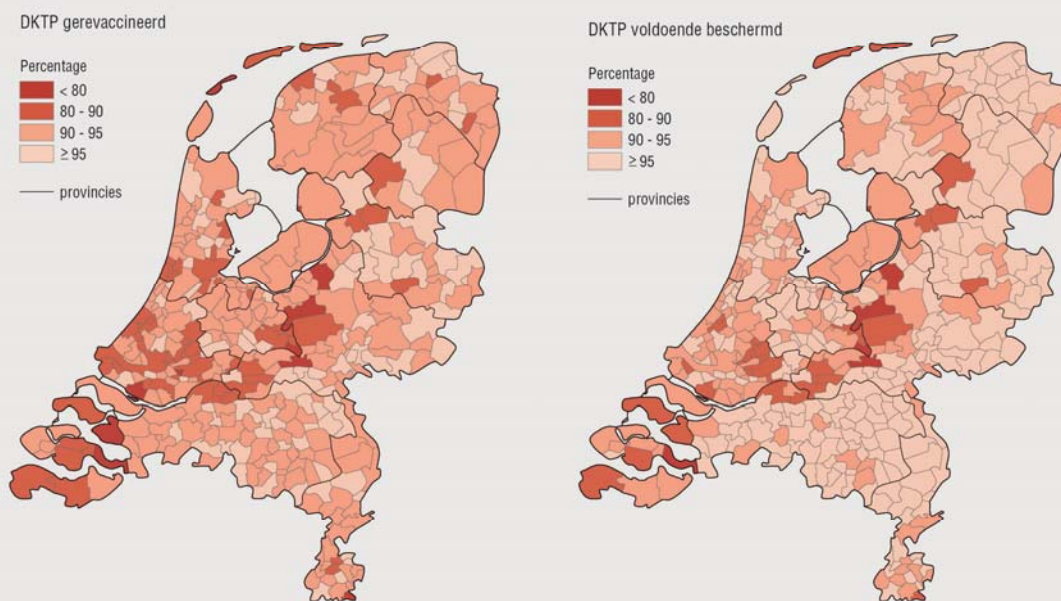 DKTP gerevaccineerd
Percentage
< 80
80 - 90
90 - 95
≥ 95
provincies
DKTP voldoende beschermd
Percentage
< 80
80 - 90
90 - 95
≥ 95
provincies